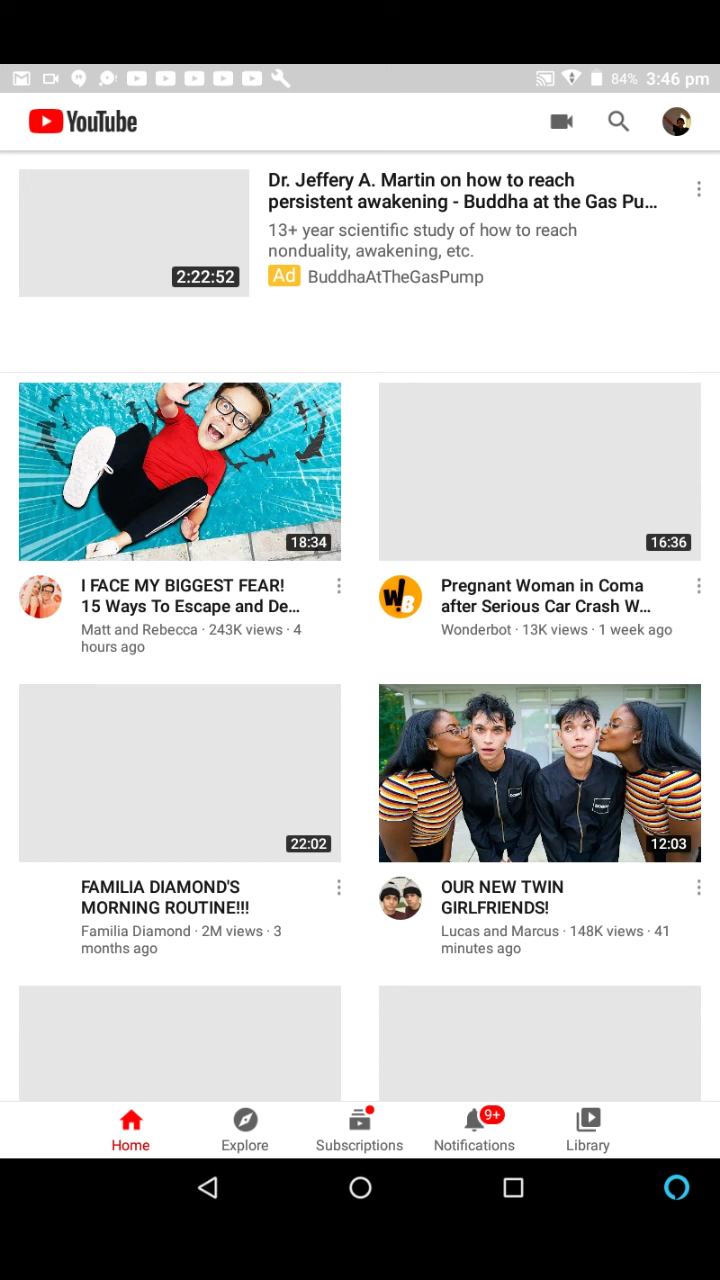 84% 3:46 pm
YouTube
Dr. Jeffery A. Martin on how to reach
persistent awakening - Buddha at the Gas Pu...
13+ year scientific study of how to reach
nonduality, awakening, etc.
Ad BuddhaAtTheGasPump
2:22:52
18:34
16:36
I FACE MY BIGGEST FEAR!
15 Ways To Escape and De...
Matt and Rebecca · 243K views · 4
hours ago
W!B
Pregnant Woman in Coma
after Serious Car Crash W...
Wonderbot · 13K views · 1 week ago
22:02
12:03
FAMILIA DIAMOND'S
MORNING ROUTINE!!!
Familia Diamond · 2M views · 3
months ago
OUR NEW TWIN
GIRLFRIENDS!
Lucas and Marcus · 148K views · 41
minutes ago
9+
Home Explore Subscriptions Notifications Library